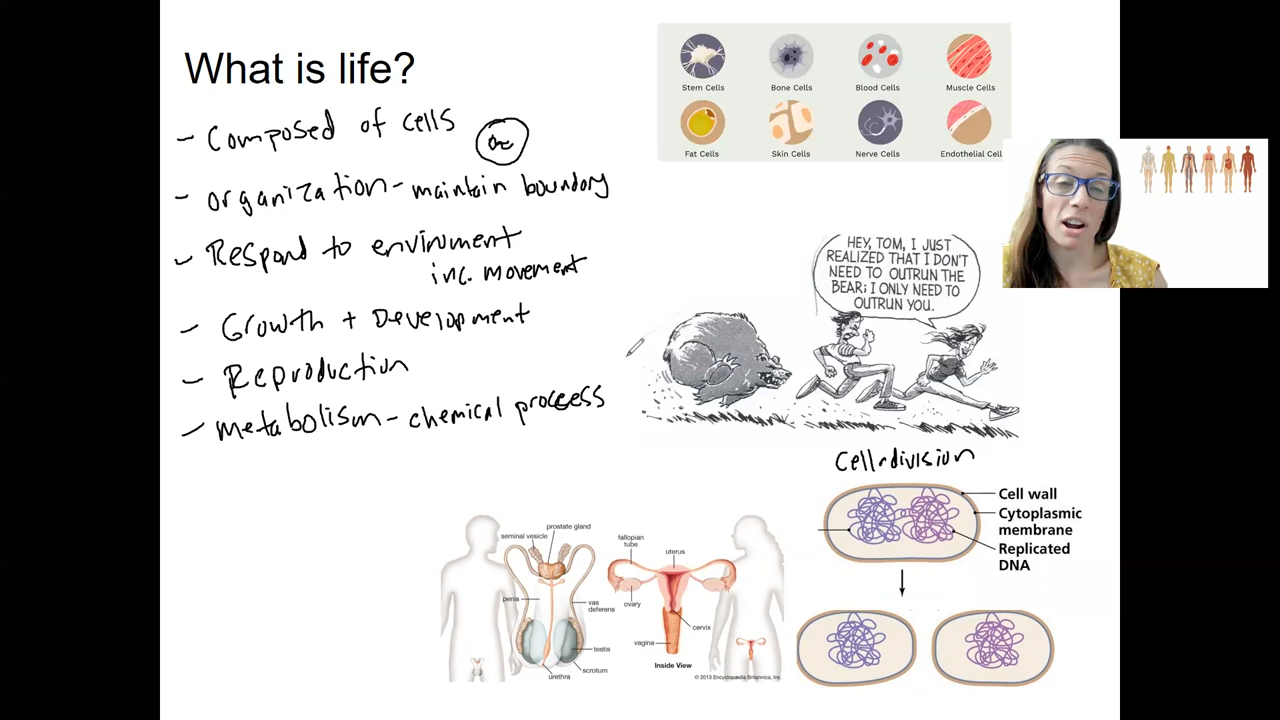 What is life?
- Composed of cells
- organization - maintain boundary
- Respond to enviroment
inc. movement
- Growth + Development
- Reproduction
- metabolism - chemical process
Stem Cells
Bone Cells
Blood Cells
Muscle Cells
Fat Cells
Skin Cells
Nerve Cells
Endothelial Cell
HEY, TOM, I JUST
REALIZED THAT I DON'T
NEED TO OUTRUN THE
BEAR; I ONLY NEED TO
OUTRUN YOU.
Cell division
Cell wall
Cytoplasmic
membrane
Replicated
DNA
prostate gland
seminal vesicle
penis
vas
deferens
testis
scrotum
urethra
fallopian
tube
uterus
ovary
cervix
vagina
Inside View
© 2013 Encyclopædia Britannica, Inc.